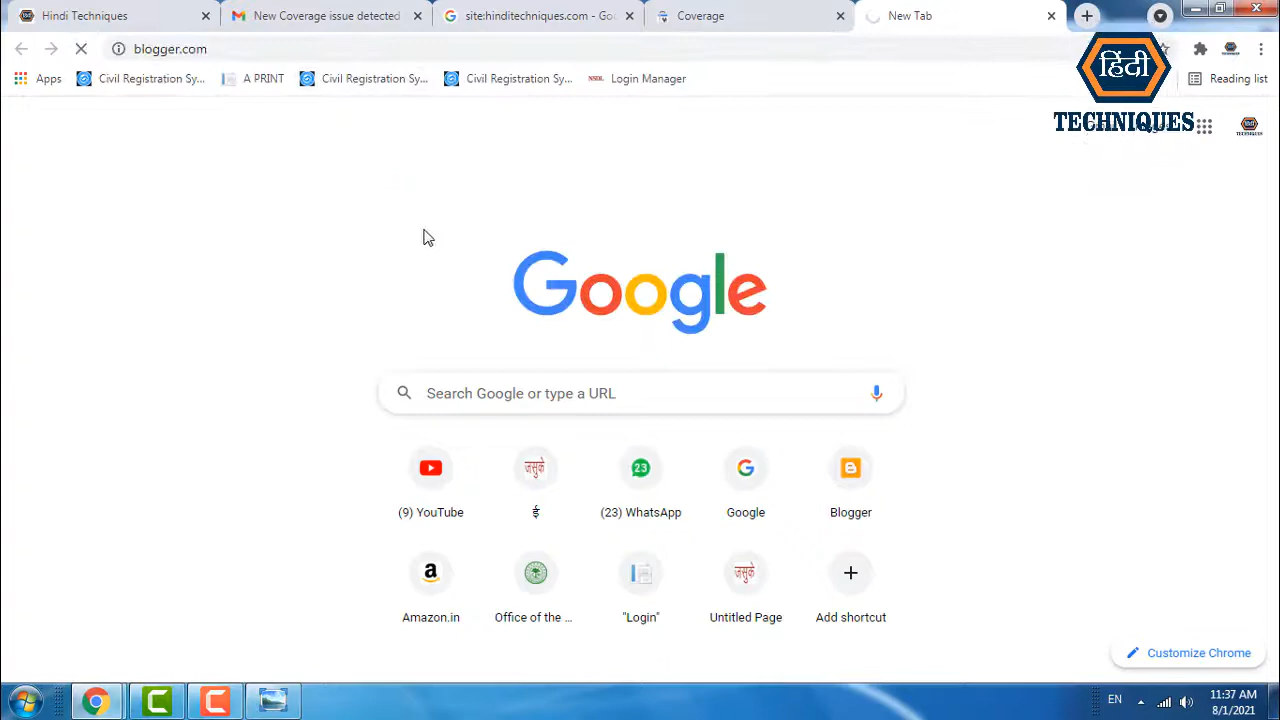 Hindi Techniques
New Coverage issue detec
site:hinditechniques.com - Go
Coverage
New Tab
blogger.com
Apps
Civil Registration Sy...
A PRINT
Civil Registration Sy...
Civil Registration Sy...
NSDL
Login Manager
Reading list
हिंदी
TECHNIQUES
हिंदी
TECHNIQUES
Google
Search Google or type a URL
जसुके
23
जसुके
(9) YouTube
ई
(23) WhatsApp
Google
Blogger
Amazon.in
Office of the ...
"Login"
Untitled Page
Add shortcut
Customize Chrome
EN
11:37 AM
8/1/2021